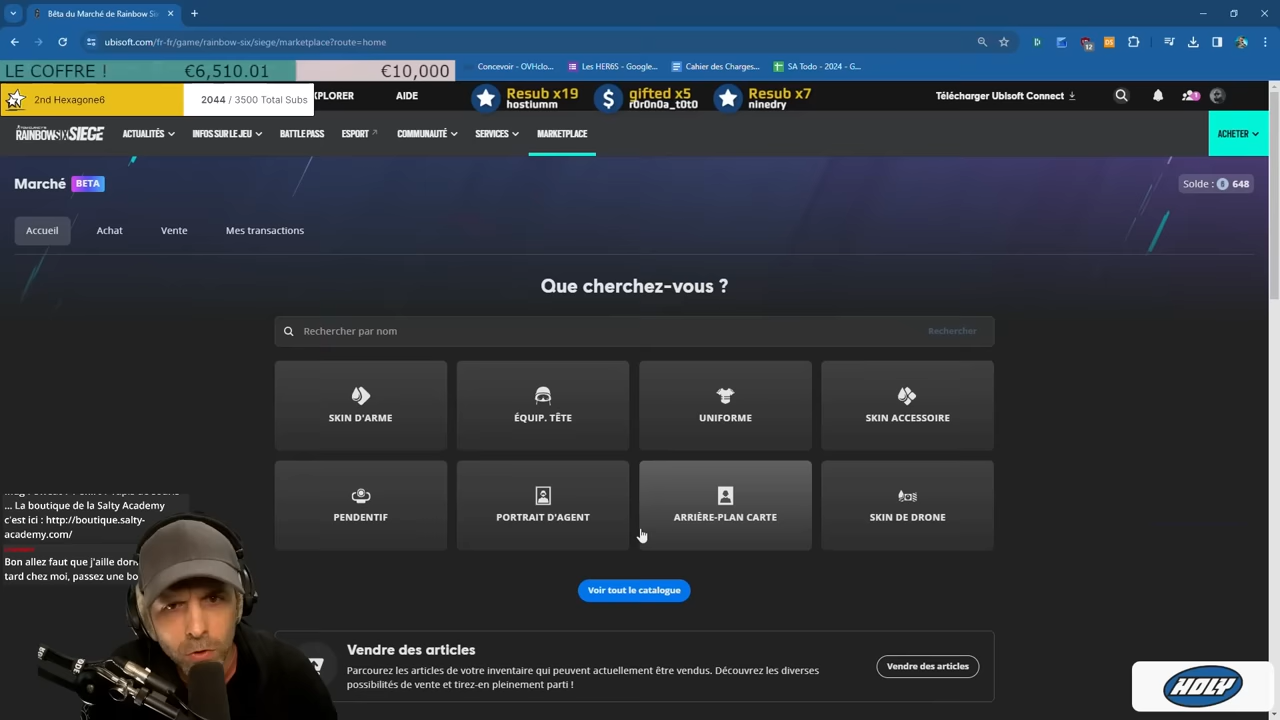 Bêta du Marché de Rainbow Si
ubisoft.com/fr-fr/game/rainbow-six/siege/marketplace?route=home
12
LE COFFRE !
€6,510.01
€10,000
Concevoir - OVHclo...
Les HER6S - Google...
Cahier des Charges...
SA Todo - 2024 - G...
2nd Hexagone6
2044 / 3500 Total Subs
XPLORER
AIDE
Resub x19
hostiumm
gifted x5
r0r0n0a_t0t0
Resub x7
ninedry
Télécharger Ubisoft Connect
RAINBOW SIX SIEGE
ACTUALITÉS
INFOS SUR LE JEU
BATTLE PASS
ESPORT
COMMUNAUTÉ
SERVICES
MARKETPLACE
ACHETER
Marché
BETA
Solde :
648
Accueil
Achat
Vente
Mes transactions
Que cherchez-vous ?
Rechercher par nom
Rechercher
SKIN D'ARME
ÉQUIP. TÊTE
UNIFORME
SKIN ACCESSOIRE
PENDENTIF
PORTRAIT D'AGENT
ARRIÈRE-PLAN CARTE
SKIN DE DRONE
... La boutique de la Salty Academy
c'est ici : http://boutique.salty-
academy.com/
Bon allez faut que j'aille dor
tard chez moi, passez une bo
Voir tout le catalogue
Vendre des articles
Parcourez les articles de votre inventaire qui peuvent actuellement être vendus. Découvrez les diverses
possibilités de vente et tirez-en pleinement parti !
Vendre des articles
HOLY